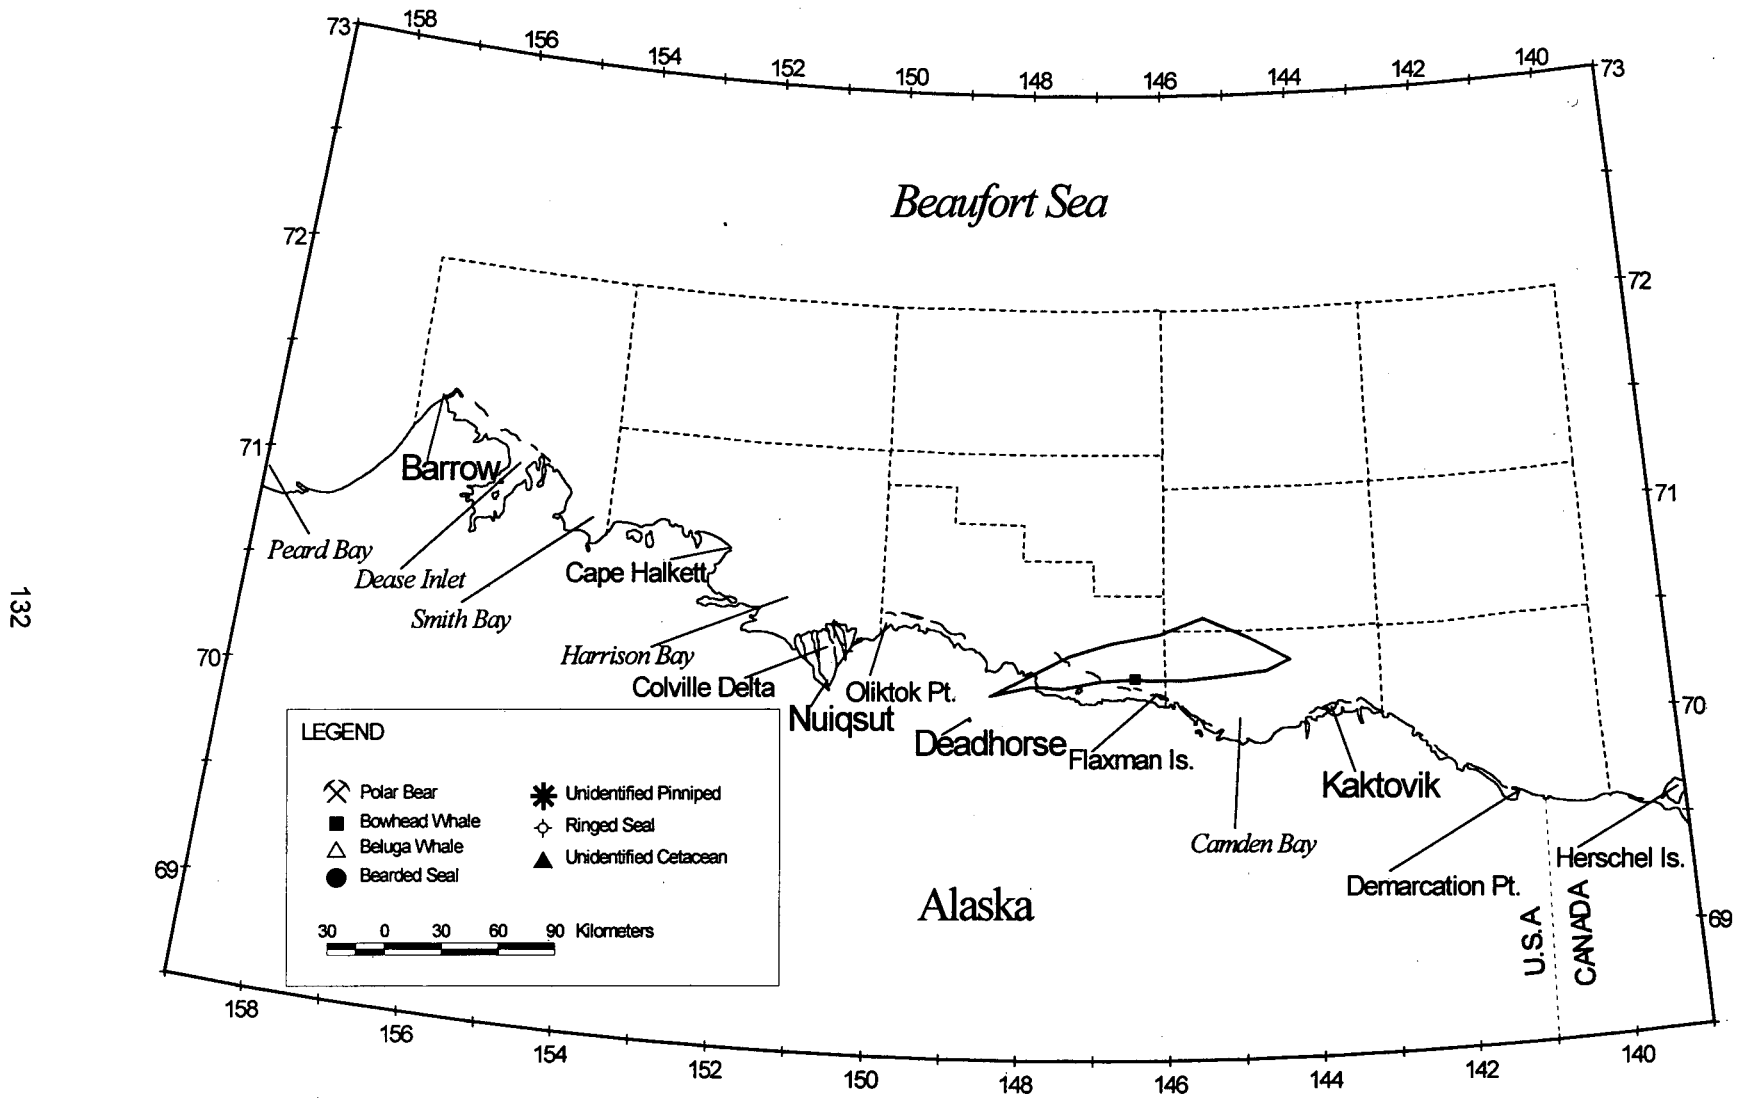 73
158
156
154
152
150
148
146
144
142
140
73
Beaufort Sea
72
72
71
71
Barrow
Peard Bay
Dease Inlet
Smith Bay
Cape Halkett
132
70
Harrison Bay
Colville Delta
Oliktok Pt.
Nuiqsut
70
Deadhorse
Flaxman Is.
Kaktovik
Camden Bay
Herschel Is.
Demarcation Pt.
LEGEND
Polar Bear
Bowhead Whale
Beluga Whale
Bearded Seal
Unidentified Pinniped
Ringed Seal
Unidentified Cetacean
30 0 30 60 90 Kilometers
69
Alaska
69
U.S.A
CANADA
158
156
154
152
150
148
146
144
142
140